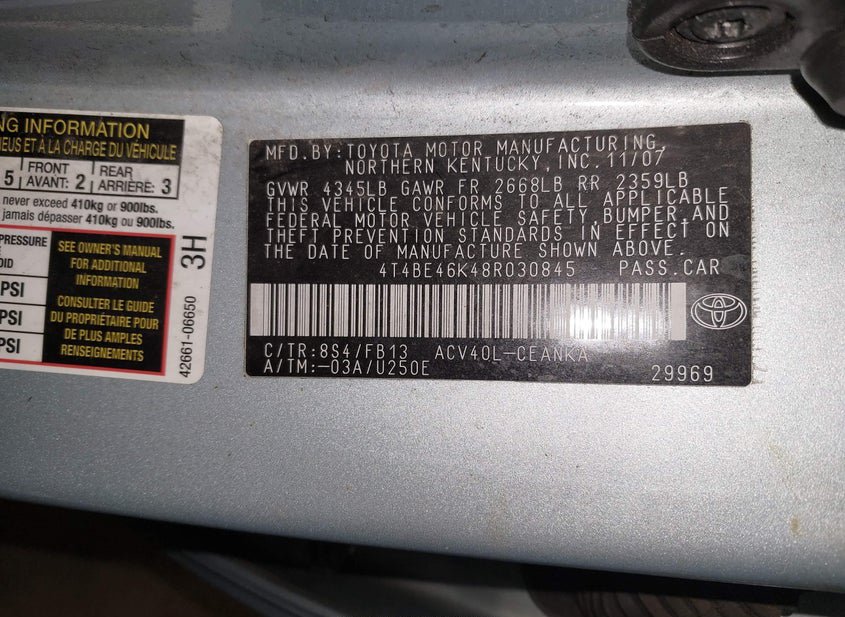 NG INFORMATION
NEUS ET À LA CHARGE DU VÉHICULE
5 FRONT AVANT: 2 REAR ARRIÈRE: 3
never exceed 410kg or 900lbs.
jamais dépasser 410kg ou 900lbs.
PRESSURE
OID
PSI
PSI
PSI
SEE OWNER'S MANUAL
FOR ADDITIONAL
INFORMATION
CONSULTER LE GUIDE
DU PROPRIÉTAIRE POUR
DE PLUS AMPLES
RENSEIGNEMENTS
3H
42661-06650
MFD.BY:TOYOTA MOTOR MANUFACTURING,
NORTHERN KENTUCKY, INC. 11/07
GVWR 4345LB GAWR FR 2668LB RR 2359LB
THIS VEHICLE CONFORMS TO ALL APPLICABLE
FEDERAL MOTOR VEHICLE SAFETY,BUMPER,AND
THEFT PREVENTION STANDARDS IN EFFECT ON
THE DATE OF MANUFACTURE SHOWN ABOVE.
4T4BE46K48R030845 PASS.CAR
C/TR:8S4/FB13 ACV40L-CEANKA
A/TM:-03A/U250E 29969